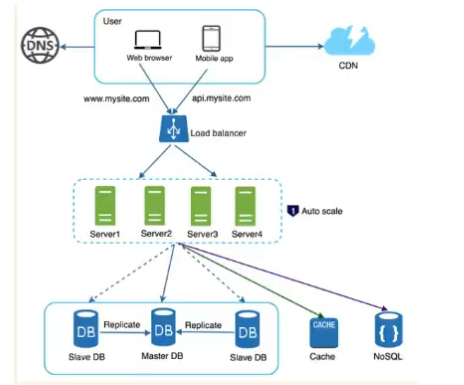 User
DNS
Web browser
Mobile app
CDN
www.mysite.com
api.mysite.com
Load balancer
Server1
Server2
Server3
Server4
1
Auto scale
DB
Replicate
DB
Replicate
DB
CACHE
{ }
Slave DB
Master DB
Slave DB
Cache
NoSQL